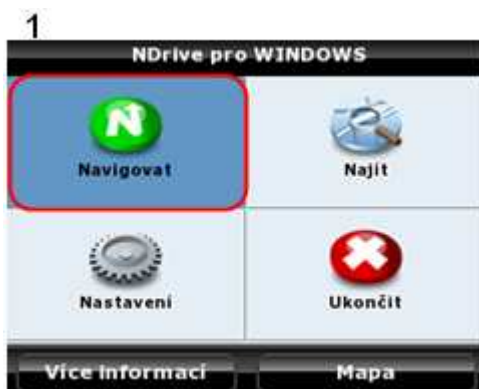 1
NDrive pro WINDOWS
Navigovat
Najít
Nastavení
Ukončit
Více Informací
Mapa